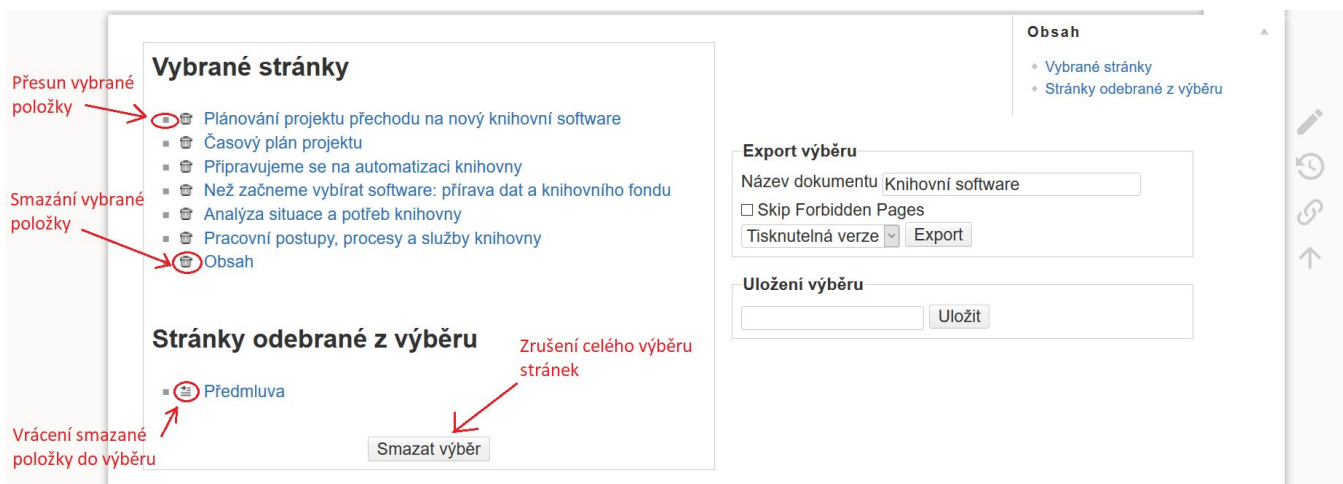 Obsah
Vybrané stránky
Stránky odebrané z výběru
Vybrané stránky
Přesun vybrané
položky
Plánování projektu přechodu na nový knihovní software
Časový plán projektu
Připravujeme se na automatizaci knihovny
Než začneme vybírat software: přírava dat a knihovního fondu
Analýza situace a potřeb knihovny
Pracovní postupy, procesy a služby knihovny
Obsah
Smazání vybrané
položky
Stránky odebrané z výběru
Předmluva
Zrušení celého výběru
stránek
Vrácení smazané
položky do výběru
Smazat výběr
Export výběru
Název dokumentu Knihovní software
Skip Forbidden Pages
Tisknutelná verze Export
Uložení výběru
Uložit